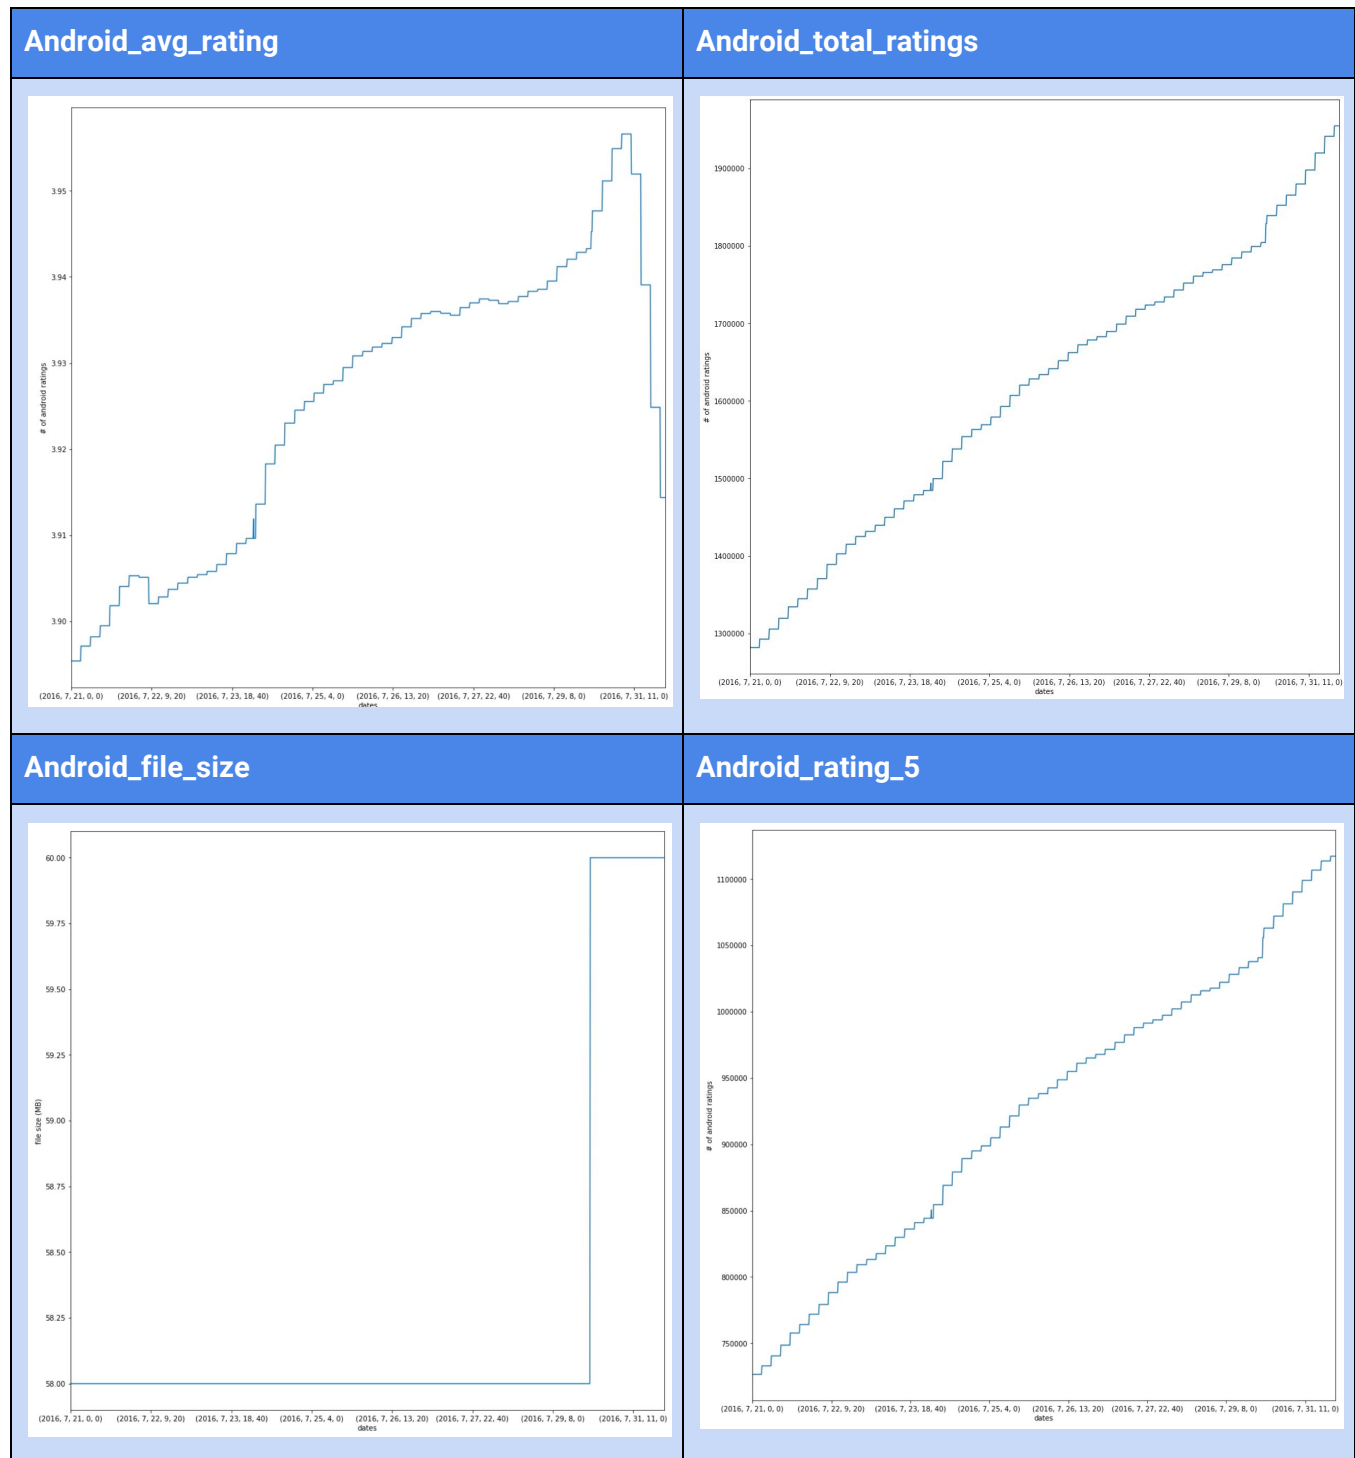 Android_avg_rating
Android_total_ratings
3.95
3.94
3.93
3.92
3.91
3.90
# of android ratings
(2016, 7, 21, 0, 0) (2016, 7, 22, 9, 20) (2016, 7, 23, 18, 40) (2016, 7, 25, 4, 0) (2016, 7, 26, 13, 20) (2016, 7, 27, 22, 40) (2016, 7, 29, 8, 0) (2016, 7, 31, 11, 0)
dates
1900000
1800000
1700000
1600000
1500000
1400000
1300000
# of android ratings
(2016, 7, 21, 0, 0) (2016, 7, 22, 9, 20) (2016, 7, 23, 18, 40) (2016, 7, 25, 4, 0) (2016, 7, 26, 13, 20) (2016, 7, 27, 22, 40) (2016, 7, 29, 8, 0) (2016, 7, 31, 11, 0)
dates
Android_file_size
Android_rating_5
60.00
59.75
59.50
59.25
59.00
58.75
58.50
58.25
58.00
file size (MB)
(2016, 7, 21, 0, 0) (2016, 7, 22, 9, 20) (2016, 7, 23, 18, 40) (2016, 7, 25, 4, 0) (2016, 7, 26, 13, 20) (2016, 7, 27, 22, 40) (2016, 7, 29, 8, 0) (2016, 7, 31, 11, 0)
dates
1100000
1050000
1000000
950000
900000
850000
800000
750000
# of android ratings
(2016, 7, 21, 0, 0) (2016, 7, 22, 9, 20) (2016, 7, 23, 18, 40) (2016, 7, 25, 4, 0) (2016, 7, 26, 13, 20) (2016, 7, 27, 22, 40) (2016, 7, 29, 8, 0) (2016, 7, 31, 11, 0)
dates